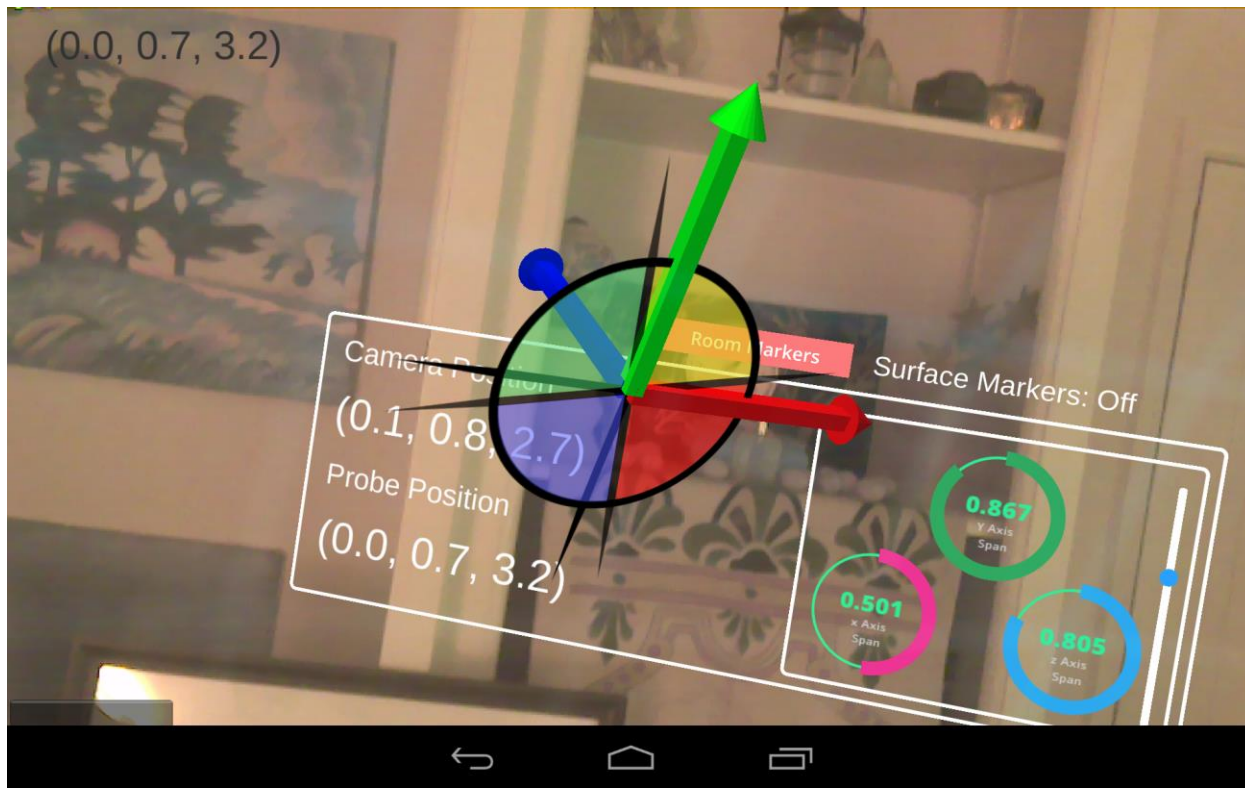 (0.0, 0.7, 3.2)
Room Markers
Surface Markers: Off
Camera Position
(0.1, 0.8, 2.7)
Probe Position
(0.0, 0.7, 3.2)
0.867
Y Axis
Span
0.501
x Axis
Span
0.805
z Axis
Span